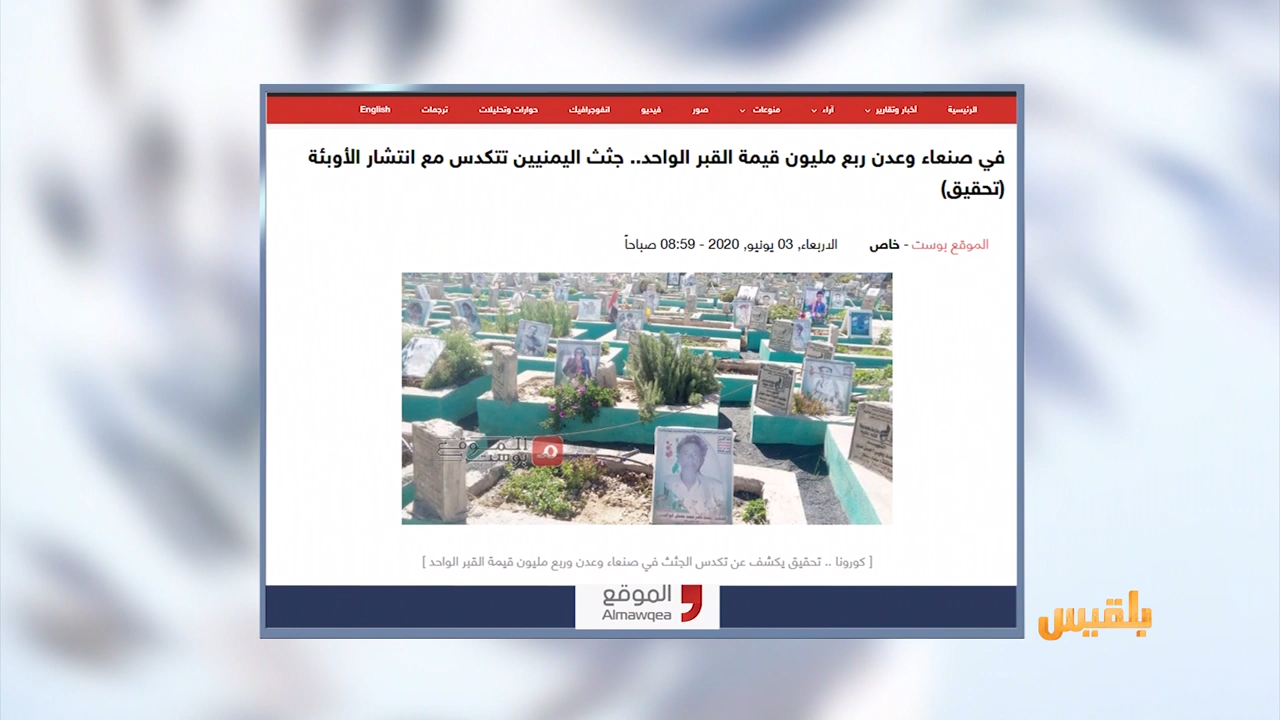 الرئيسية أخبار وتقارير آراء منوعات صور فيديو انفوجرافيك حوارات وتحليلات ترجمات English
في صنعاء وعدن ربع مليون قيمة القبر الواحد.. جثث اليمنيين تتكدس مع انتشار الأوبئة
(تحقيق)
الموقع بوست - خاص الاربعاء, 03 يونيو, 2020 - 08:59 صباحاً
الموقع
بوست
[ كورونا .. تحقيق يكشف عن تكدس الجثث في صنعاء وعدن وربع مليون قيمة القبر الواحد ]
الموقع
Almawqea
بلقيس